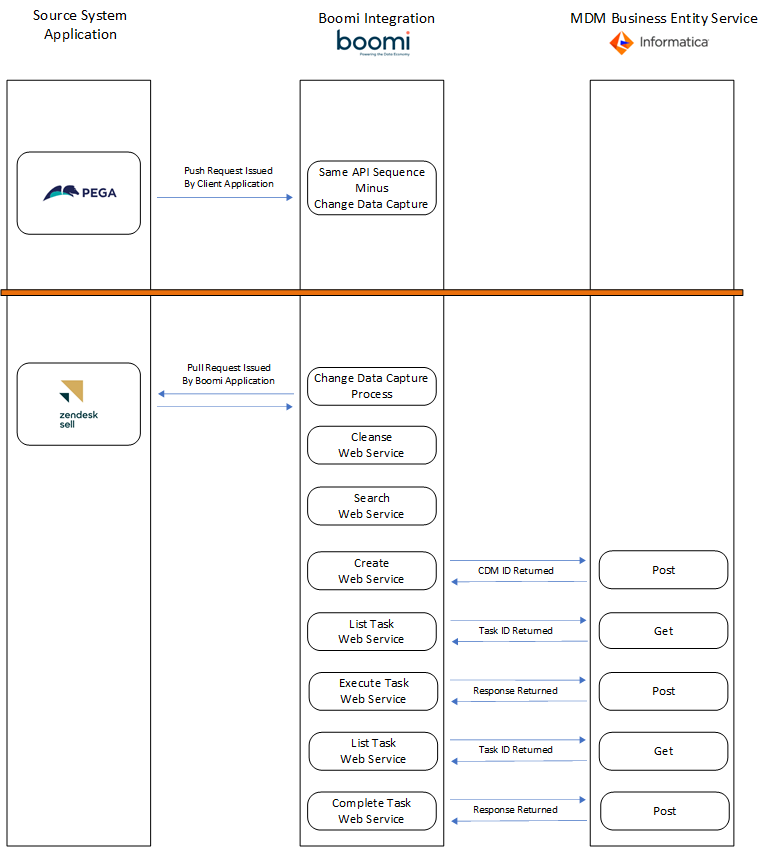 Source System
Application
Boomi Integration
boomi
Powering the Data Economy
MDM Business Entity Service
Informatica
PEGA
Push Request Issued
By Client Application
Same API Sequence
Minus
Change Data Capture
zendesk
sell
Pull Request Issued
By Boomi Application
Change Data Capture
Process
Cleanse
Web Service
Search
Web Service
Create
Web Service
CDM ID Returned
Post
List Task
Web Service
Task ID Returned
Get
Execute Task
Web Service
Response Returned
Post
List Task
Web Service
Task ID Returned
Get
Complete Task
Web Service
Response Returned
Post